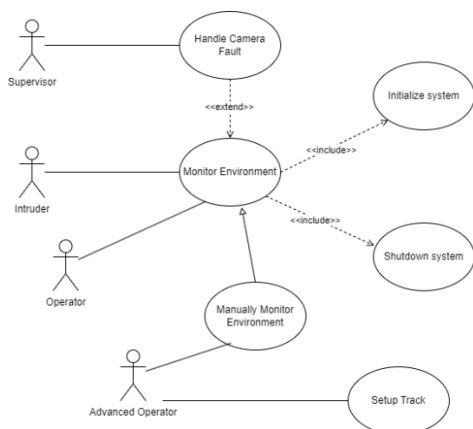 Handle Camera
Fault
Supervisor
<<extend>>
Initialize system
<<include>>
Monitor Environment
Intruder
<<include>>
Operator
Shutdown system
Manually Monitor
Environment
Advanced Operator
Setup Track